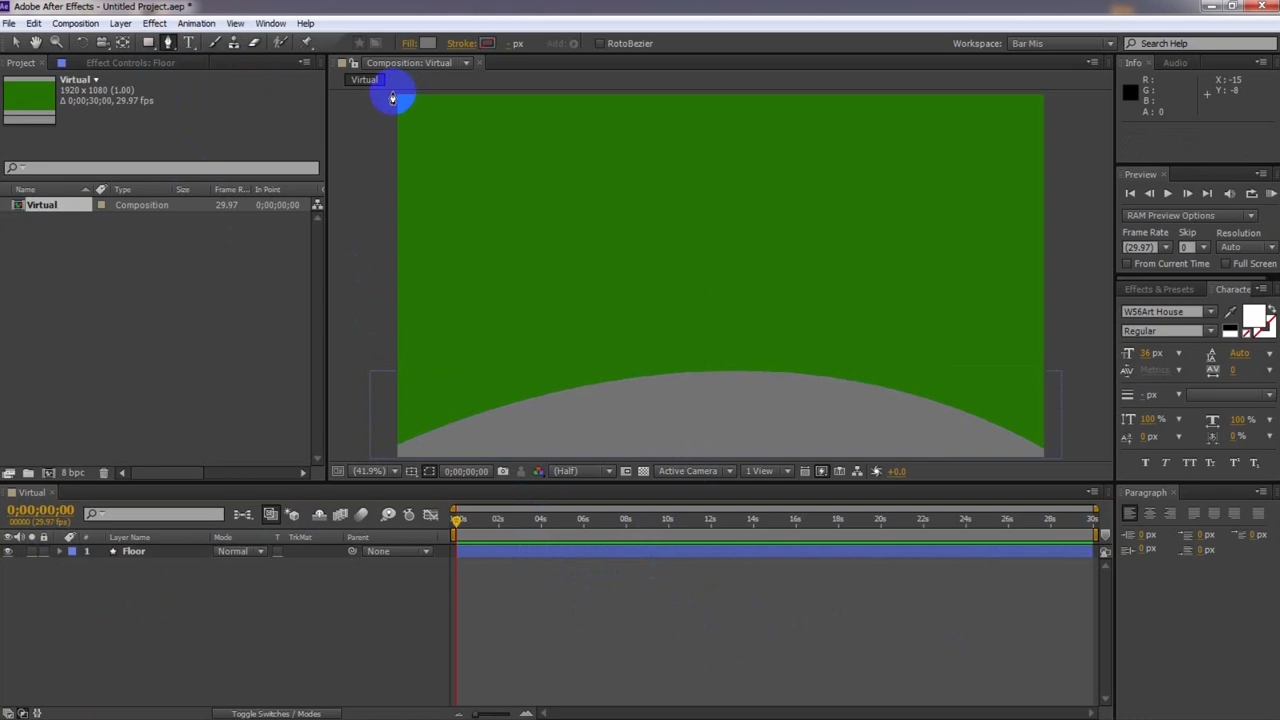 Adobe After Effects - Untitled Project.aep *
File Edit Composition Layer Effect Animation View Window Help
Fill: Stroke: - px Add: RotoBezier Workspace: Bar Mis Search Help
Project Effect Controls: Floor Composition: Virtual Info Audio
Virtual
1920 x 1080 (1.00)
Δ 0;00;30;00, 29.97 fps
Virtual
R :
G :
B :
A : 0
X : -15
Y : -8
Preview
RAM Preview Options
Frame Rate Skip Resolution
(29.97) 0 Auto
From Current Time Full Screen
Name Type Size Frame R... In Point
Virtual Composition 29.97 0;00;00;00
Effects & Presets Characte
W56Art House
Regular
36 px Auto
Metrics 0
- px
100 % 100 %
0 px 0 %
T T TT Tt T¹ T₁
8 bpc
(41.9%) 0;00;00;00 (Half) Active Camera 1 View +0.0
Virtual
0;00;00;00
00000 (29.97 fps)
02s 04s 06s 08s 10s 12s 14s 16s 18s 20s 22s 24s 26s 28s 30s
# Layer Name Mode T TrkMat Parent
1 Floor Normal None
Paragraph
0 px 0 px 0 px
0 px 0 px
Toggle Switches / Modes